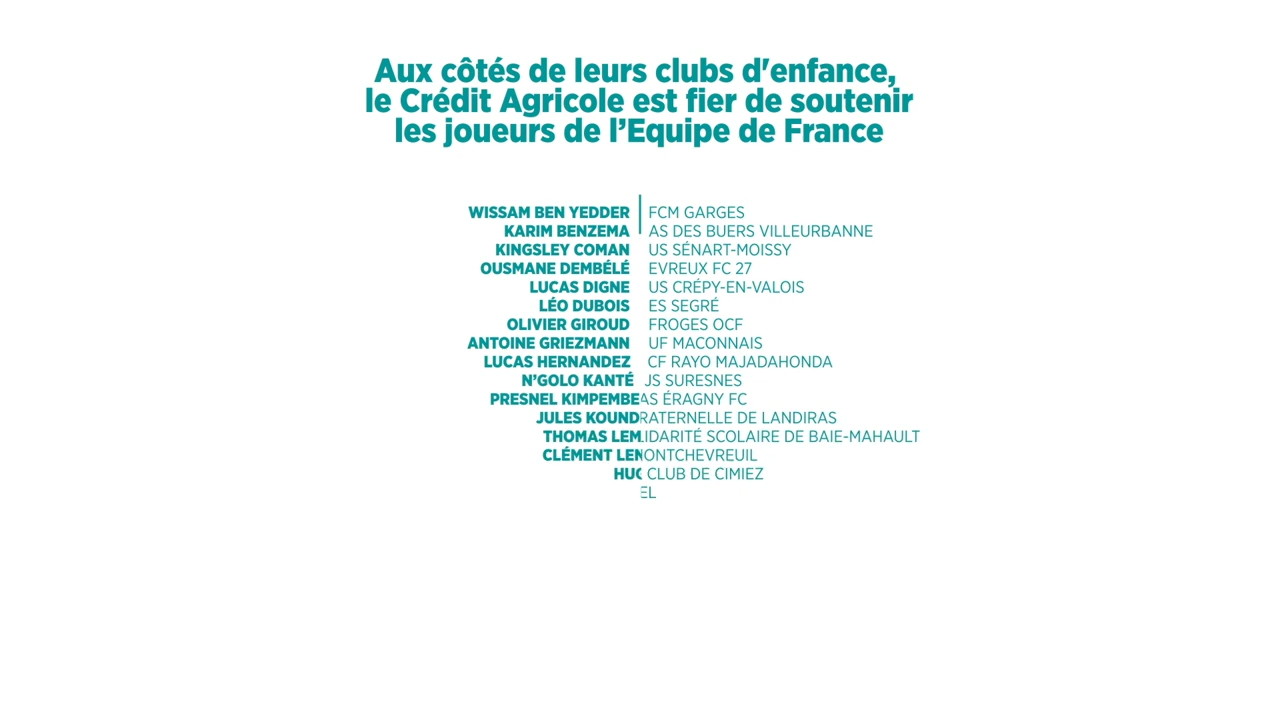 Aux côtés de leurs clubs d'enfance,
le Crédit Agricole est fier de soutenir
les joueurs de l’Equipe de France
WISSAM BEN YEDDER FCM GARGES
KARIM BENZEMA AS DES BUERS VILLEURBANNE
KINGSLEY COMAN US SÉNART-MOISSY
OUSMANE DEMBÉLÉ EVREUX FC 27
LUCAS DIGNE US CRÉPY-EN-VALOIS
LÉO DUBOIS ES SEGRÉ
OLIVIER GIROUD FROGES OCF
ANTOINE GRIEZMANN UF MACONNAIS
LUCAS HERNANDEZ CF RAYO MAJADAHONDA
N’GOLO KANTÉ JS SURESNES
PRESNEL KIMPEMBE AS ÉRAGNY FC
JULES KOUND RATERNELLE DE LANDIRAS
THOMAS LEM IDARITÉ SCOLAIRE DE BAIE-MAHAULT
CLÉMENT LEN ONTCHEVREUIL
HUG CLUB DE CIMIEZ
EL